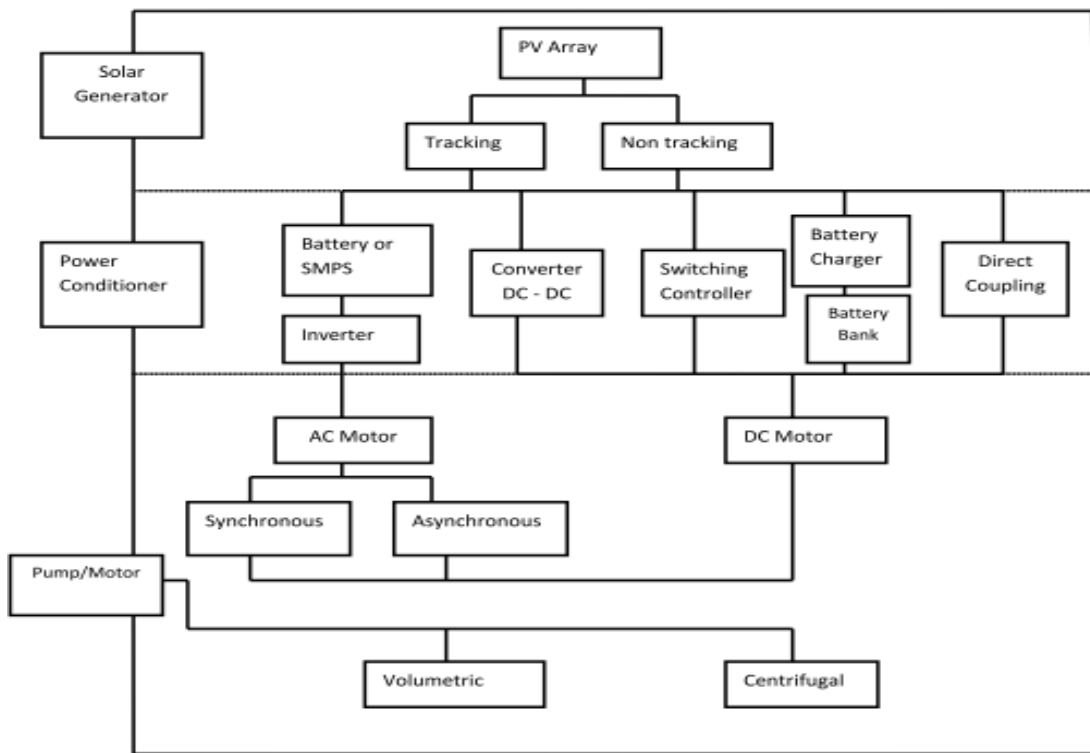 PV Array
Solar
Generator
Tracking
Non tracking
Battery or
SMPS
Converter
DC - DC
Switching
Controller
Battery
Charger
Direct
Coupling
Power
Conditioner
Inverter
Battery
Bank
AC Motor
DC Motor
Synchronous
Asynchronous
Pump/Motor
Volumetric
Centrifugal